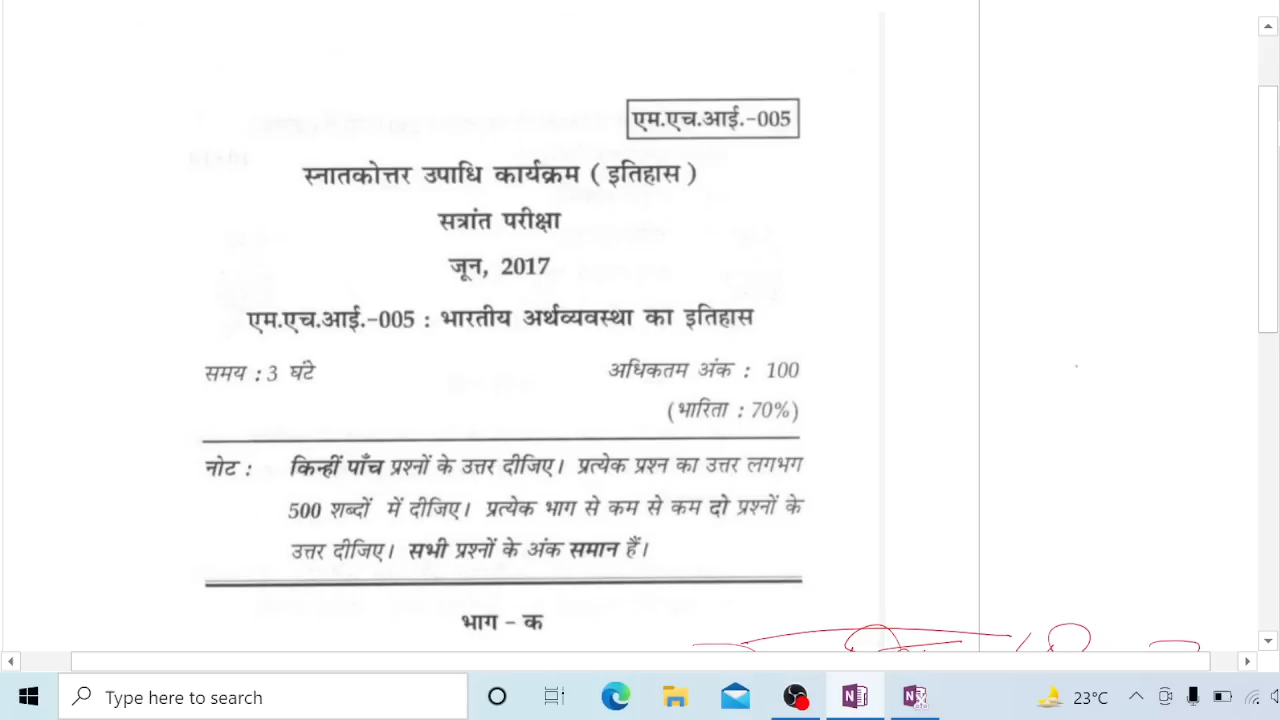 एम.एच.आई.-005
स्नातकोत्तर उपाधि कार्यक्रम ( इतिहास )
सत्रांत परीक्षा
जून, 2017
एम.एच.आई.-005 : भारतीय अर्थव्यवस्था का इतिहास
समय : 3 घंटे
अधिकतम अंक : 100
(भारिता : 70%)
नोट : किन्हीं पाँच प्रश्नों के उत्तर दीजिए। प्रत्येक प्रश्न का उत्तर लगभग
500 शब्दों में दीजिए। प्रत्येक भाग से कम से कम दो प्रश्नों के
उत्तर दीजिए। सभी प्रश्नों के अंक समान हैं।
भाग - क
Type here to search
23°C